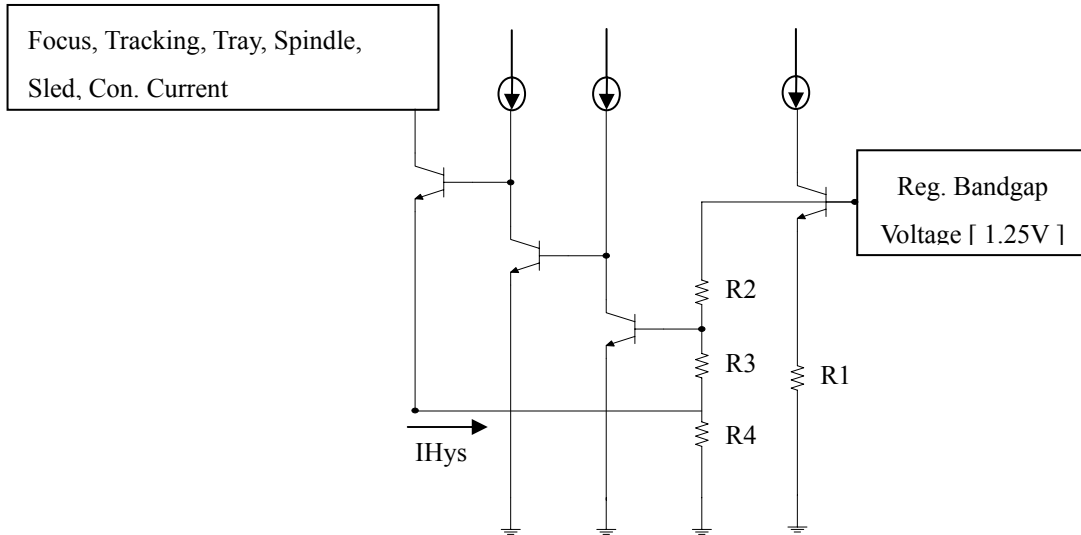 Focus, Tracking, Tray, Spindle,
Sled, Con. Current
Reg. Bandgap
Voltage [ 1.25V ]
R2
R3
R1
R4
IHys